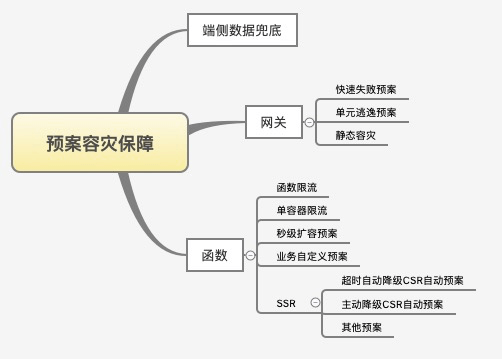 预案容灾保障
端侧数据兜底
网关
快速失败预案
单元逃逸预案
静态容灾
函数
函数限流
单容器限流
秒级扩容预案
业务自定义预案
SSR
超时自动降级CSR自动预案
主动降级CSR自动预案
其他预案